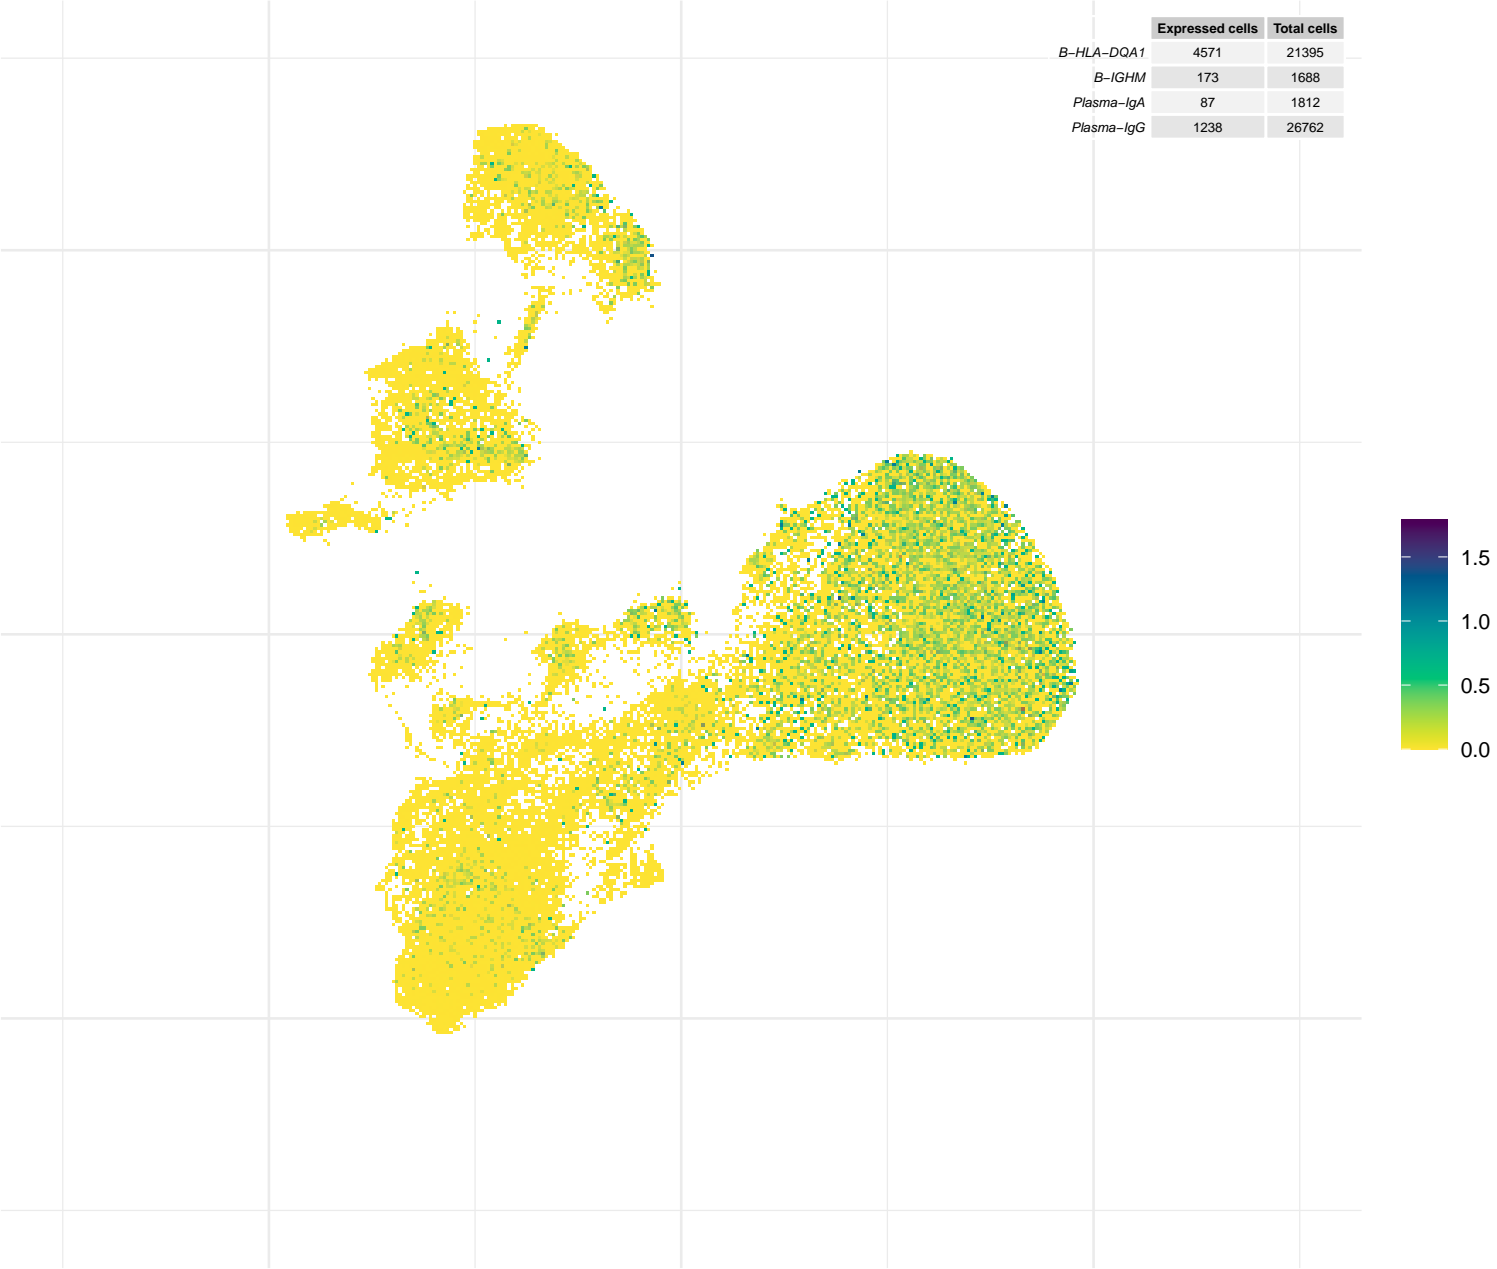 Expressed cells Total cells
B−HLA−DQA1 4571 21395
B−IGHM 173 1688
Plasma−IgA 87 1812
Plasma−IgG 1238 26762
1.5
1.0
0.5
0.0